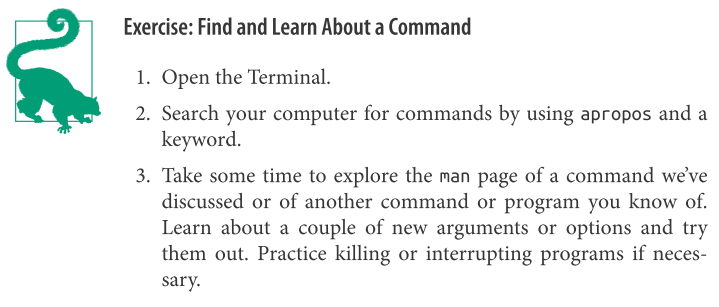 Exercise: Find and Learn About a Command
1. Open the Terminal.
2. Search your computer for commands by using apropos and a
keyword.
3. Take some time to explore the man page of a command we’ve
discussed or of another command or program you know of.
Learn about a couple of new arguments or options and try
them out. Practice killing or interrupting programs if neces-
sary.